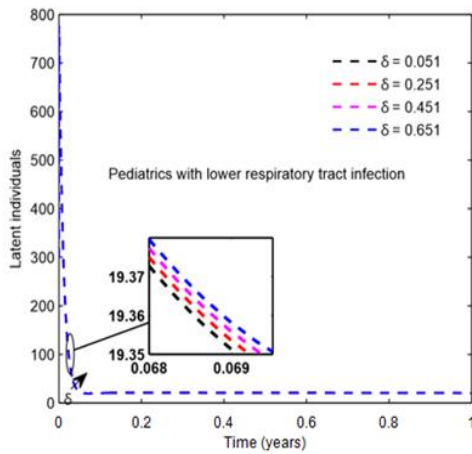 800
700
600
500
400
300
200
100
0
Latent individuals
δ = 0.051
δ = 0.251
δ = 0.451
δ = 0.651
Pediatrics with lower respiratory tract infection
19.37
19.36
19.35
0.068 0.069
δ
0 0.2 0.4 0.6 0.8 1
Time (years)